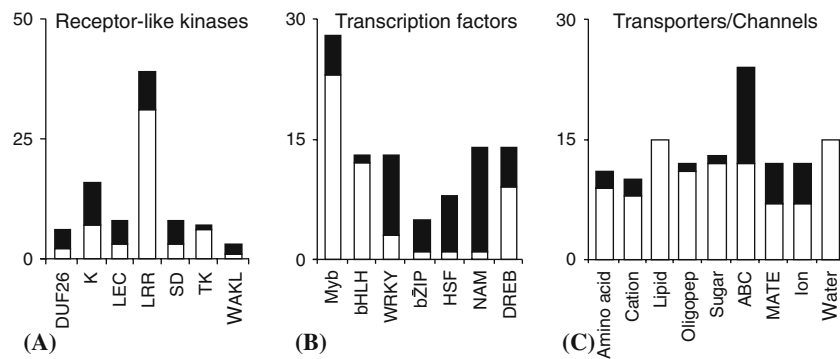 Receptor-like kinases
50
25
0
DUF26 K LEC LRR SD TK WAKL
(A)
Transcription factors
30
15
0
Myb bHLH WRKY bZIP HSF NAM DREB
(B)
Transporters/Channels
30
15
0
Amino acid Cation Lipid Oligopep Sugar ABC MATE Ion Water
(C)